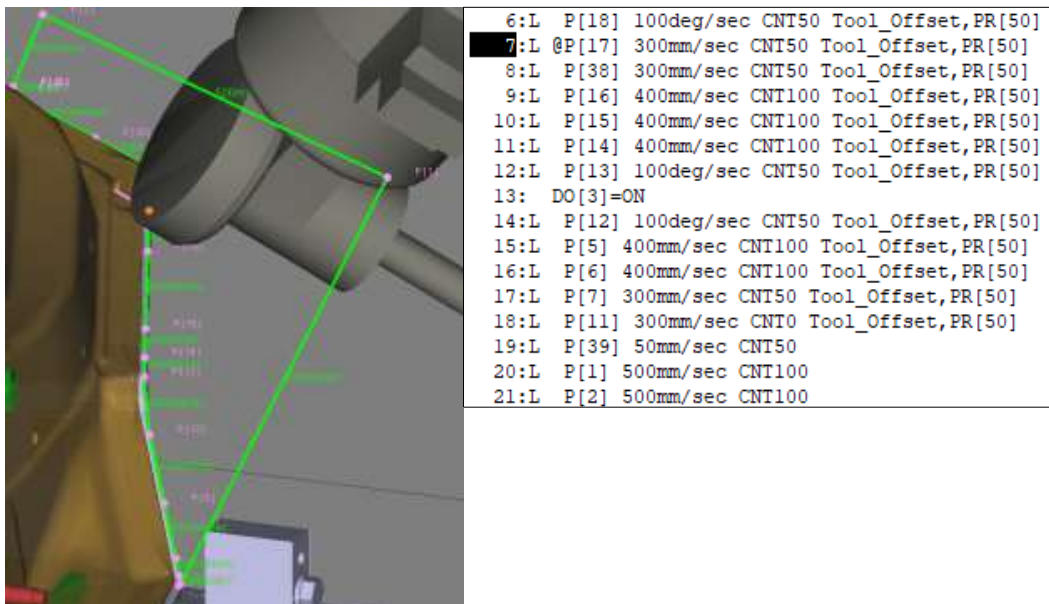 6:L P[18] 100deg/sec CNT50 Tool_Offset,PR[50]
7:L @P[17] 300mm/sec CNT50 Tool_Offset,PR[50]
8:L P[38] 300mm/sec CNT50 Tool_Offset,PR[50]
9:L P[16] 400mm/sec CNT100 Tool_Offset,PR[50]
10:L P[15] 400mm/sec CNT100 Tool_Offset,PR[50]
11:L P[14] 400mm/sec CNT100 Tool_Offset,PR[50]
12:L P[13] 100deg/sec CNT50 Tool_Offset,PR[50]
13: DO[3]=ON
14:L P[12] 100deg/sec CNT50 Tool_Offset,PR[50]
15:L P[5] 400mm/sec CNT100 Tool_Offset,PR[50]
16:L P[6] 400mm/sec CNT100 Tool_Offset,PR[50]
17:L P[7] 300mm/sec CNT50 Tool_Offset,PR[50]
18:L P[11] 300mm/sec CNT0 Tool_Offset,PR[50]
19:L P[39] 50mm/sec CNT50
20:L P[1] 500mm/sec CNT100
21:L P[2] 500mm/sec CNT100